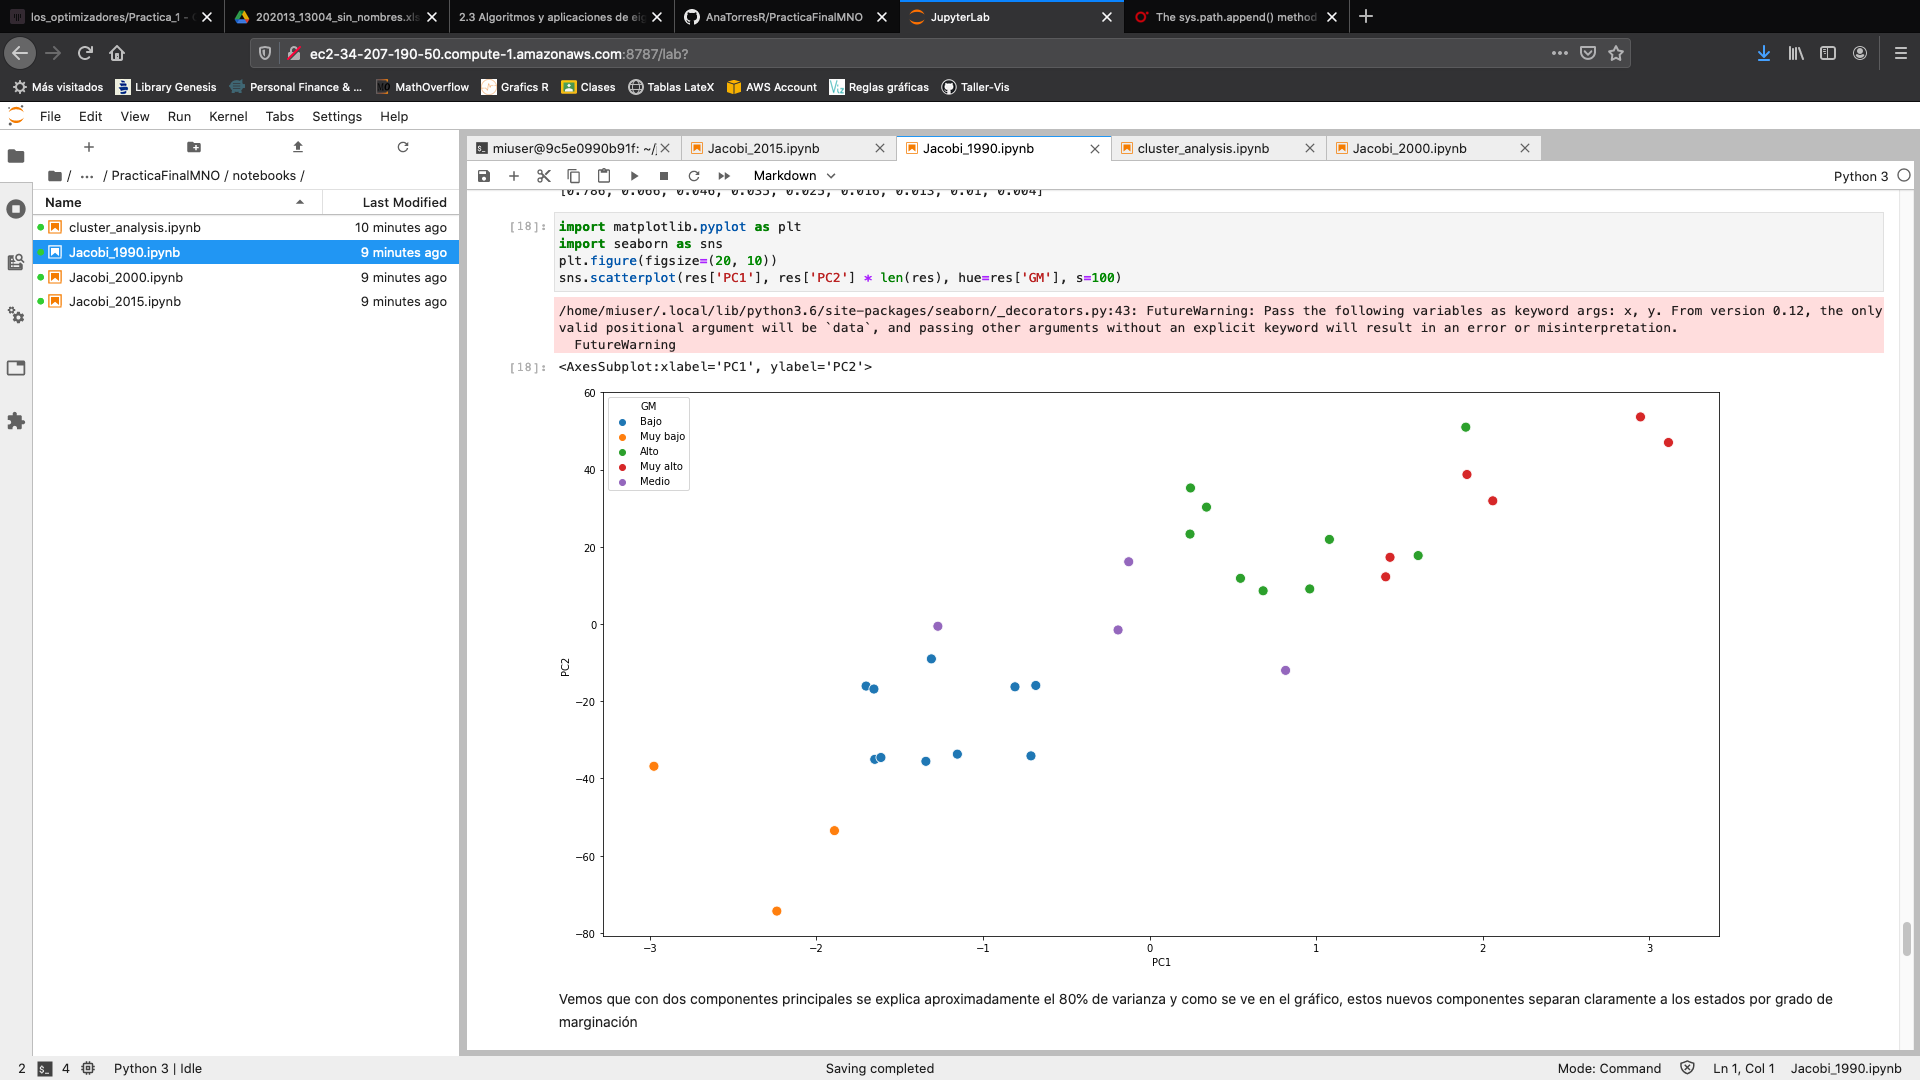 los_optimizadores/Practica_1 -
202013_13004_sin_nombres.xls
2.3 Algoritmos y aplicaciones de eig
AnaTorresR/PracticaFinalMNO
JupyterLab
The sys.path.append() method
ec2-34-207-190-50.compute-1.amazonaws.com:8787/lab?
Más visitados
Library Genesis
Personal Finance & ...
MathOverflow
Grafics R
Clases
Tablas LateX
AWS Account
Reglas gráficas
Taller-Vis
File Edit View Run Kernel Tabs Settings Help
/ ... / PracticaFinalMNO / notebooks /
Name Last Modified
cluster_analysis.ipynb 10 minutes ago
Jacobi_1990.ipynb 9 minutes ago
Jacobi_2000.ipynb 9 minutes ago
Jacobi_2015.ipynb 9 minutes ago
miuser@9c5e0990b91f: ~/
Jacobi_2015.ipynb
Jacobi_1990.ipynb
cluster_analysis.ipynb
Jacobi_2000.ipynb
Markdown
Python 3
[0.786, 0.066, 0.046, 0.035, 0.025, 0.016, 0.013, 0.01, 0.004]
[18]: import matplotlib.pyplot as plt
import seaborn as sns
plt.figure(figsize=(20, 10))
sns.scatterplot(res['PC1'], res['PC2'] * len(res), hue=res['GM'], s=100)
/home/miuser/.local/lib/python3.6/site-packages/seaborn/_decorators.py:43: FutureWarning: Pass the following variables as keyword args: x, y. From version 0.12, the only
valid positional argument will be `data`, and passing other arguments without an explicit keyword will result in an error or misinterpretation.
FutureWarning
[18]: <AxesSubplot:xlabel='PC1', ylabel='PC2'>
GM
Bajo
Muy bajo
Alto
Muy alto
Medio
60
40
20
0
−20
−40
−60
−80
PC2
−3 −2 −1 0 1 2 3
PC1
Vemos que con dos componentes principales se explica aproximadamente el 80% de varianza y como se ve en el gráfico, estos nuevos componentes separan claramente a los estados por grado de
marginación
2 4 Python 3 | Idle
Saving completed
Mode: Command
Ln 1, Col 1
Jacobi_1990.ipynb